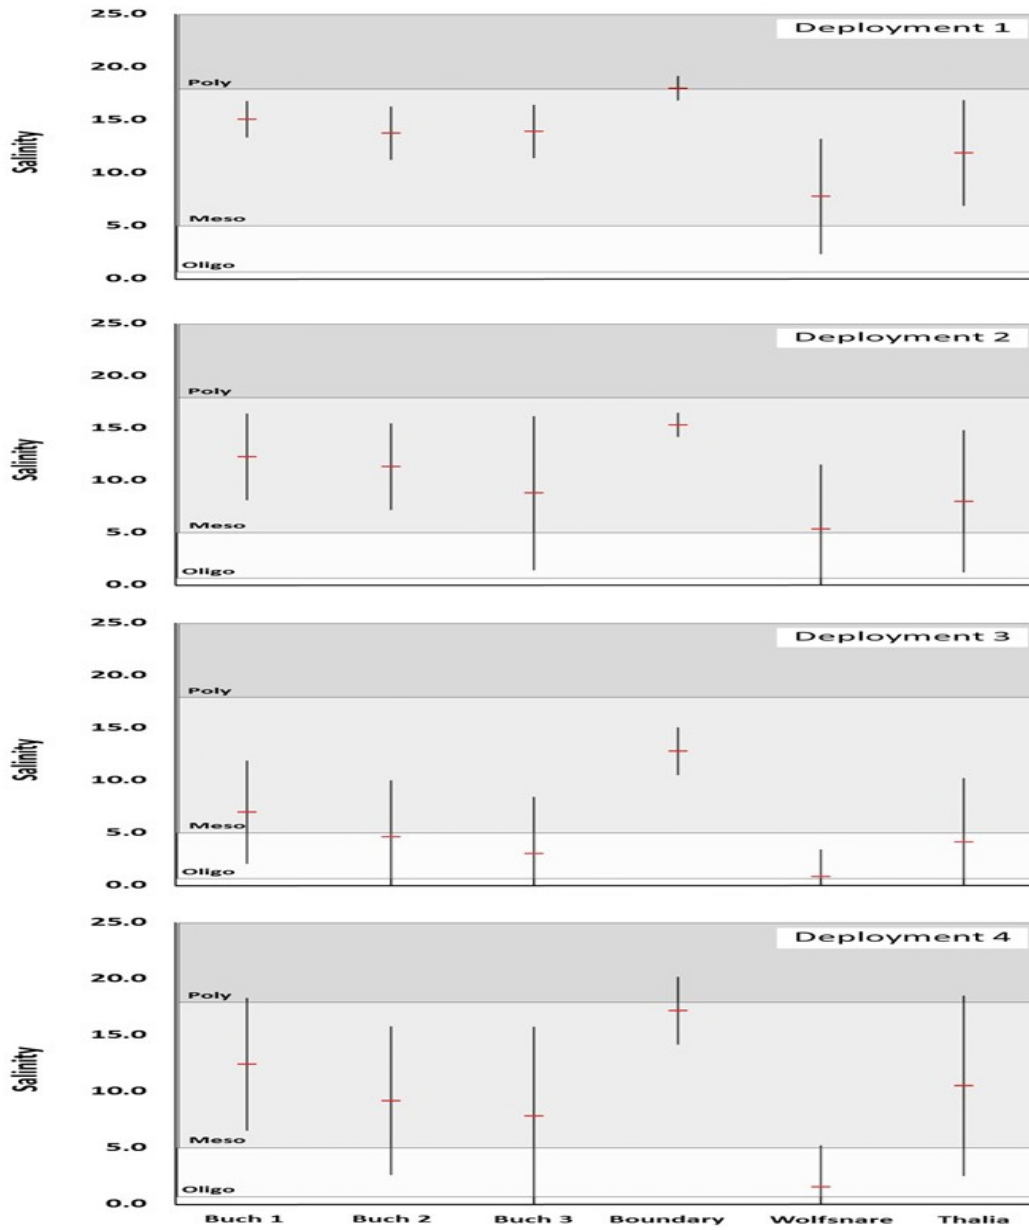 25.0
Deployment 1
20.0
Poly
15.0
Salinity
10.0
Meso
5.0
Oligo
0.0
25.0
Deployment 2
20.0
Poly
15.0
Salinity
10.0
Meso
5.0
Oligo
0.0
25.0
Deployment 3
20.0
Poly
15.0
Salinity
10.0
Meso
5.0
Oligo
0.0
25.0
Deployment 4
20.0
Poly
15.0
Salinity
10.0
Meso
5.0
Oligo
0.0
Buch 1 Buch 2 Buch 3 Boundary Wolfsnare Thalia